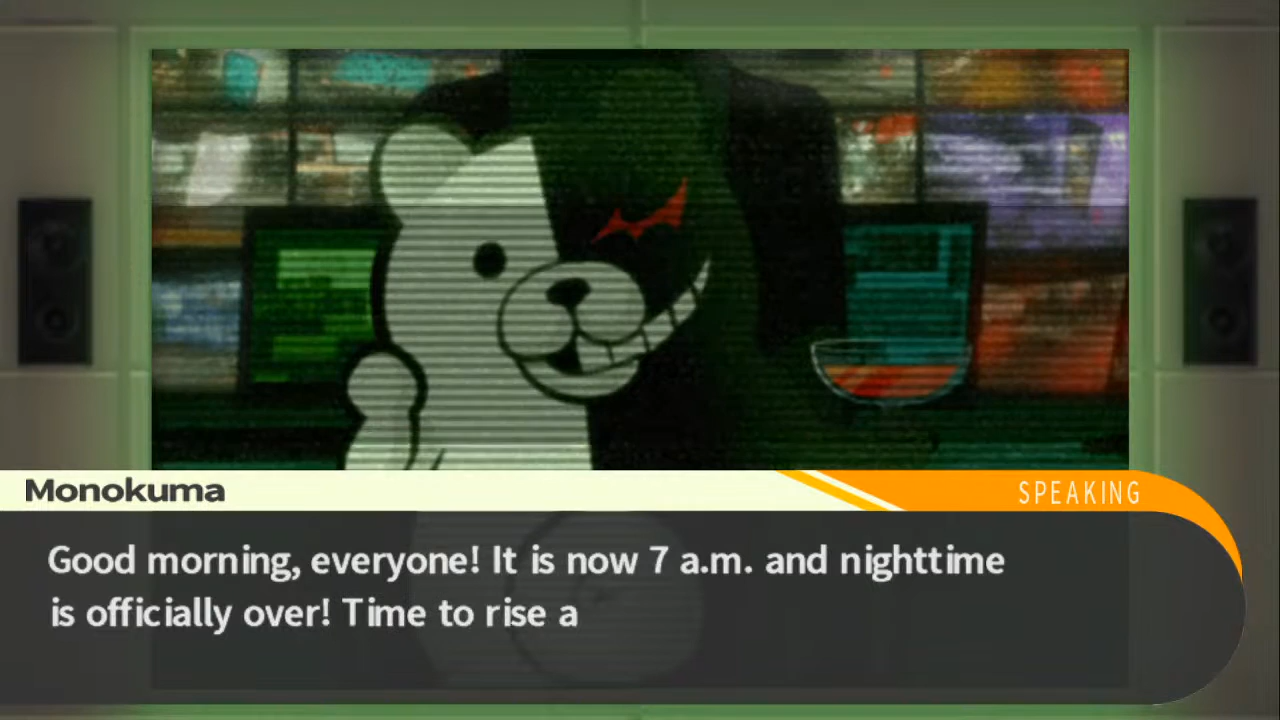 Monokuma
SPEAKING
Good morning, everyone! It is now 7 a.m. and nighttime
is officially over! Time to rise a